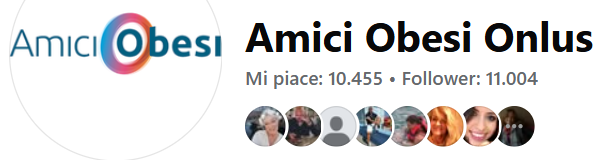 Amici Obesi
Amici Obesi Onlus
Mi piace: 10.455 • Follower: 11.004